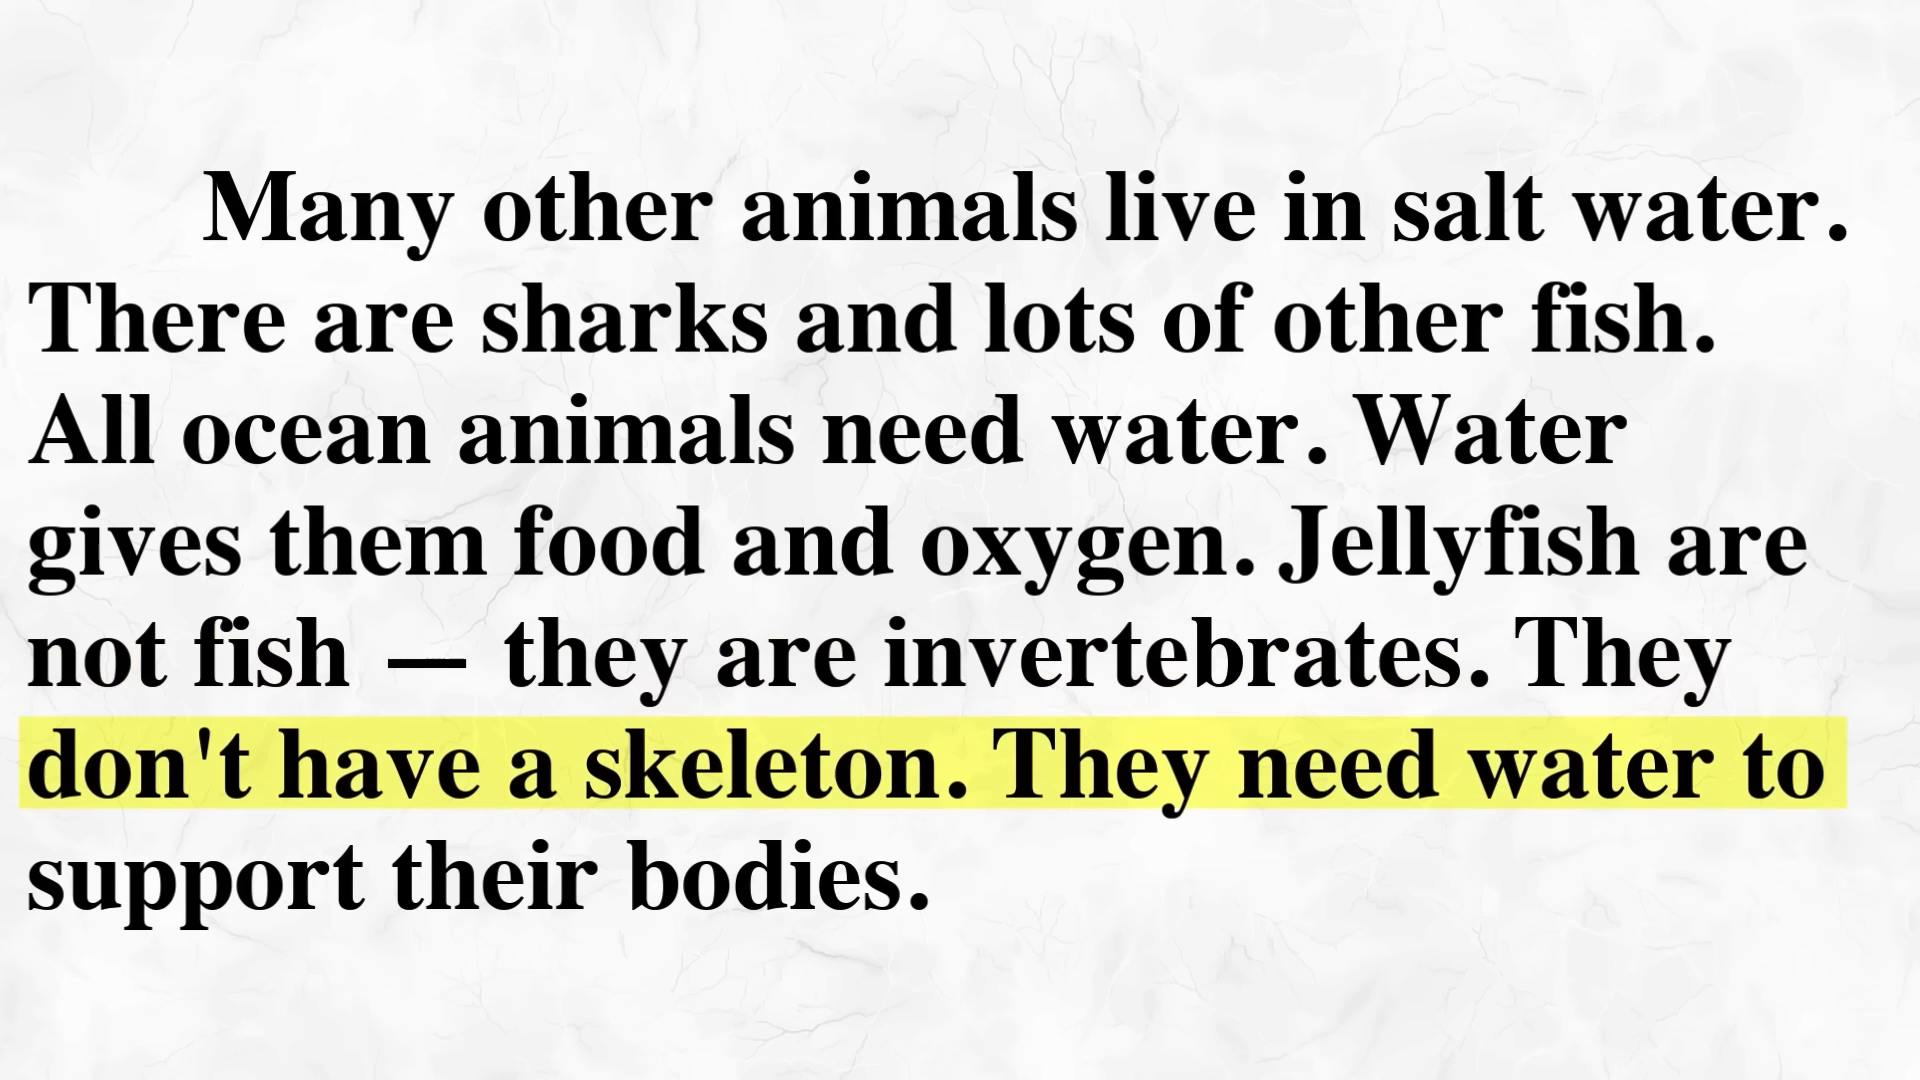 Many other animals live in salt water.
There are sharks and lots of other fish.
All ocean animals need water. Water
gives them food and oxygen. Jellyfish are
not fish — they are invertebrates. They
don't have a skeleton. They need water to
support their bodies.